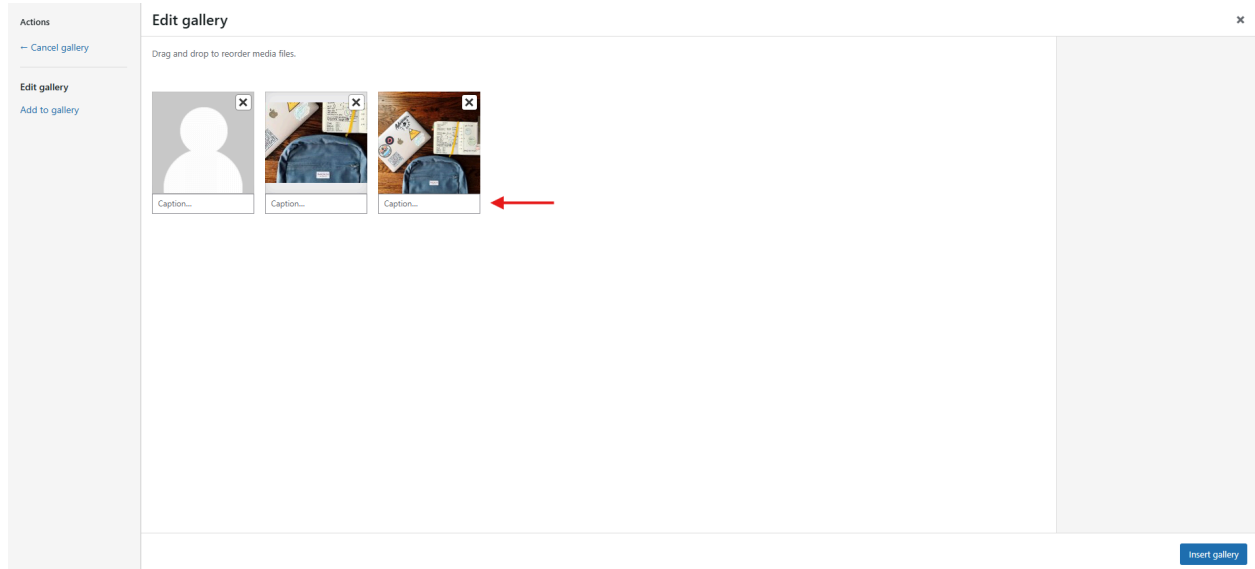 Actions
← Cancel gallery
Edit gallery
Add to gallery
Edit gallery
Drag and drop to reorder media files.
Caption...
Caption...
Caption...
Insert gallery